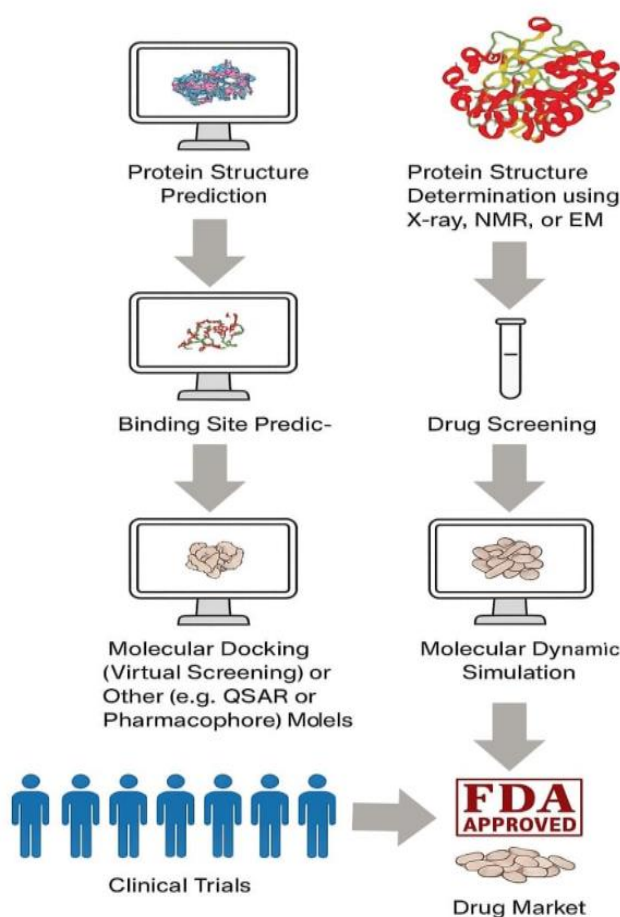 Protein Structure
Prediction
Protein Structure
Determination using
X-ray, NMR, or EM
Binding Site Predic-
Drug Screening
Molecular Docking
(Virtual Screening) or
Other (e.g. QSAR or
Pharmacophore) Molels
Molecular Dynamic
Simulation
Clinical Trials
FDA
APPROVED
Drug Market